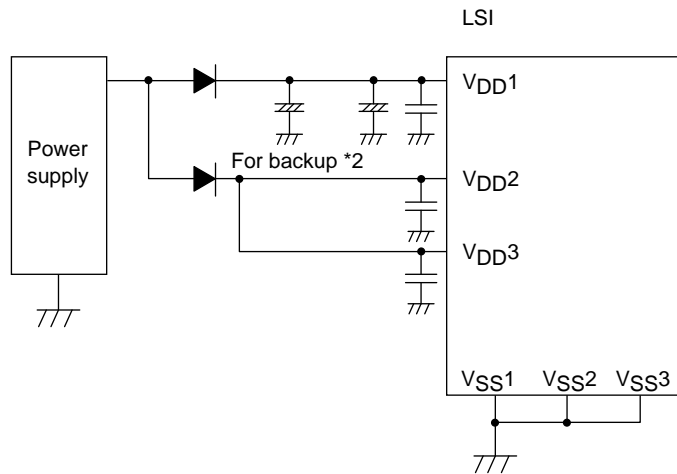 LSI
VDD1
Power
supply
For backup *2
VDD2
VDD3
VSS1 VSS2 VSS3